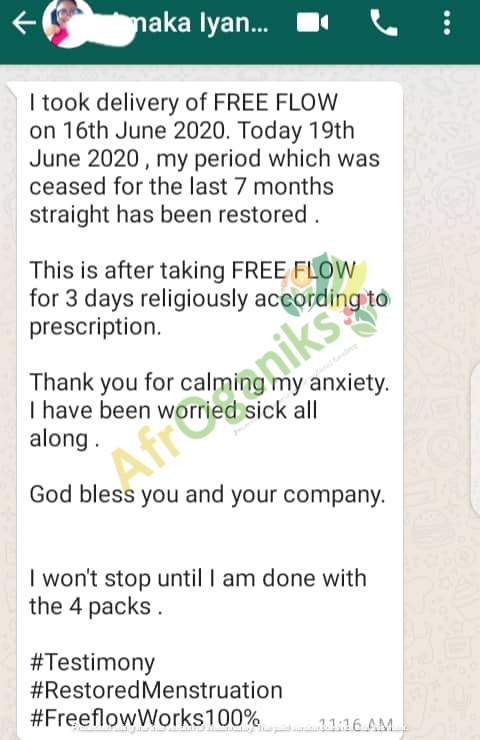 naka Iyan...
I took delivery of FREE FLOW
on 16th June 2020. Today 19th
June 2020 , my period which was
ceased for the last 7 months
straight has been restored .
This is after taking FREE FLOW
for 3 days religiously according to
prescription.
Thank you for calming my anxiety.
I have been worried sick all
along .
God bless you and your company.
I won't stop until I am done with
the 4 packs .
#Testimony
#RestoredMenstruation
#FreeflowWorks100%
11:16 AM
AfrOganiks